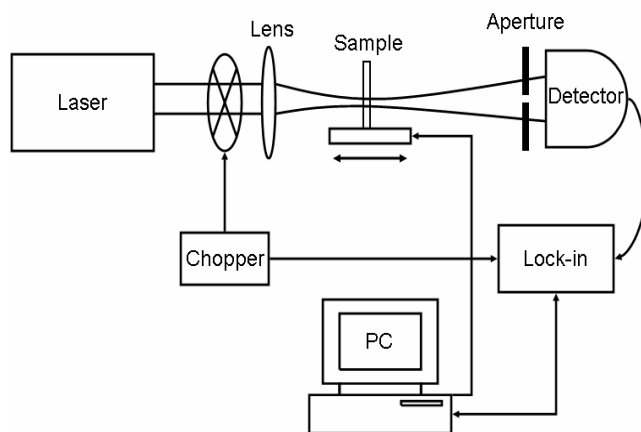 Lens
Sample
Aperture
Laser
Detector
Chopper
Lock-in
PC